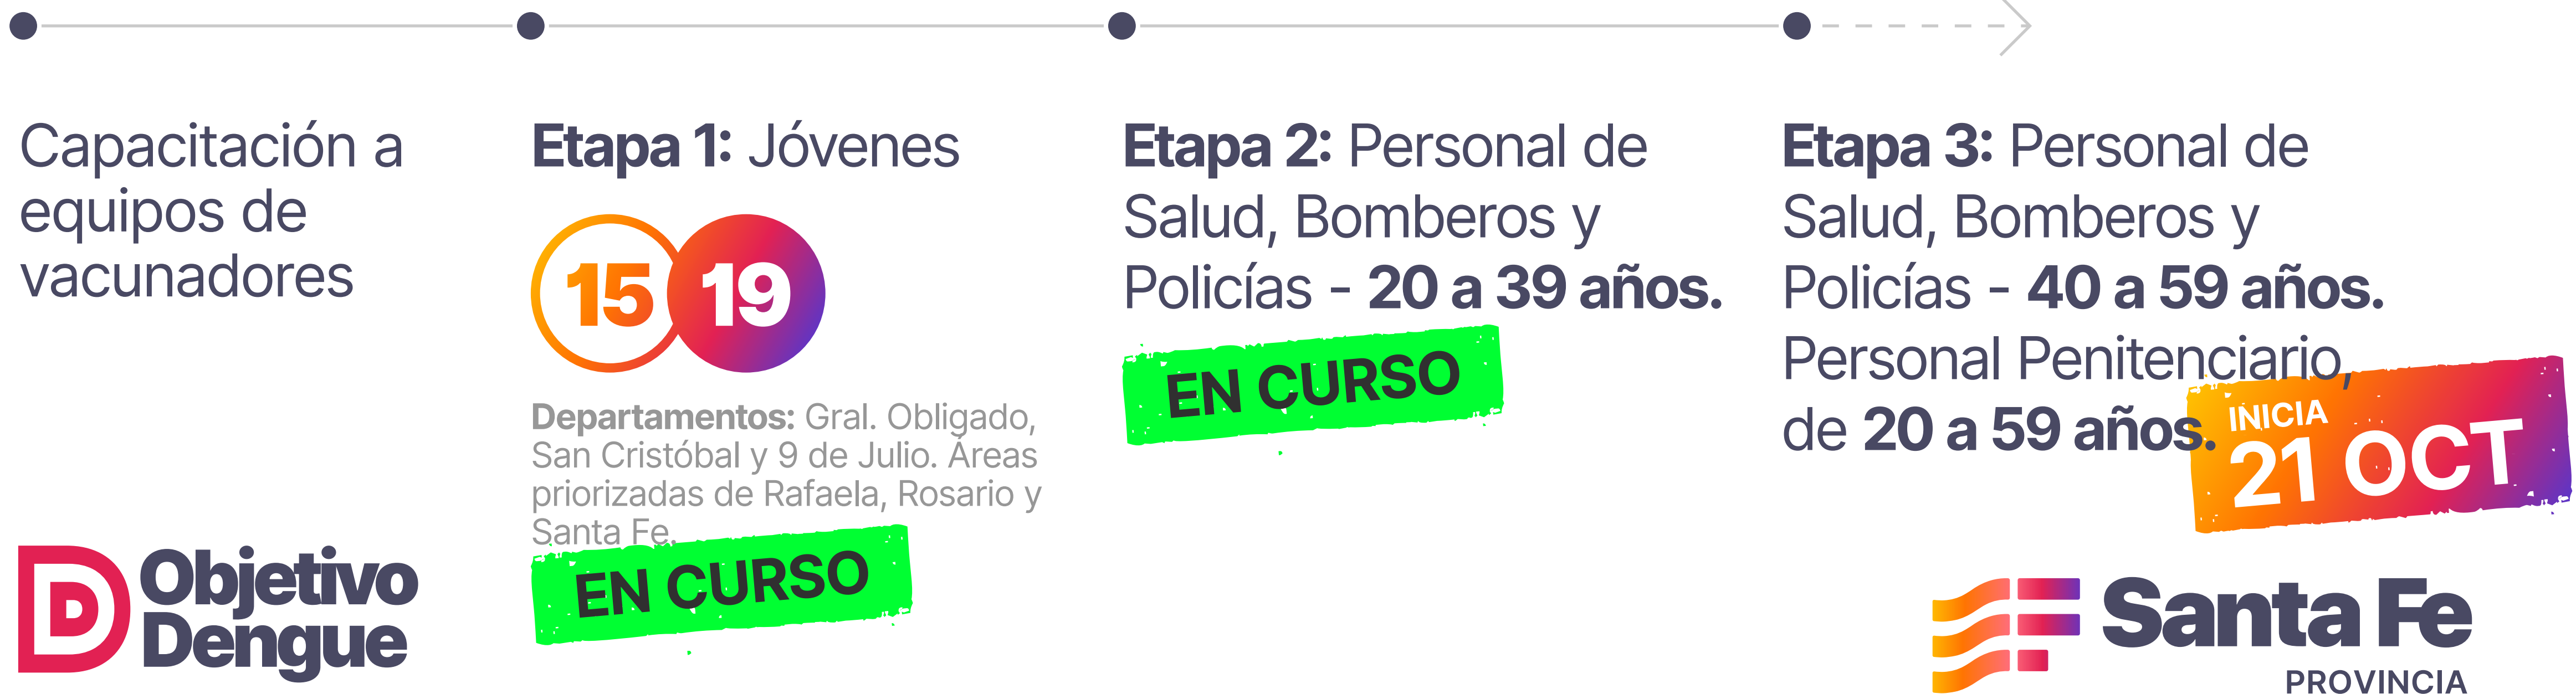 Capacitación a
equipos de
vacunadores
Etapa 1: Jóvenes
15 19
Departamentos: Gral. Obligado,
San Cristóbal y 9 de Julio. Áreas
priorizadas de Rafaela, Rosario y
Santa Fe.
EN CURSO
Etapa 2: Personal de
Salud, Bomberos y
Policías - 20 a 39 años.
EN CURSO
Etapa 3: Personal de
Salud, Bomberos y
Policías - 40 a 59 años.
Personal Penitenciario,
de 20 a 59 años.
INICIA
21 OCT
D Objetivo
Dengue
Santa Fe
PROVINCIA